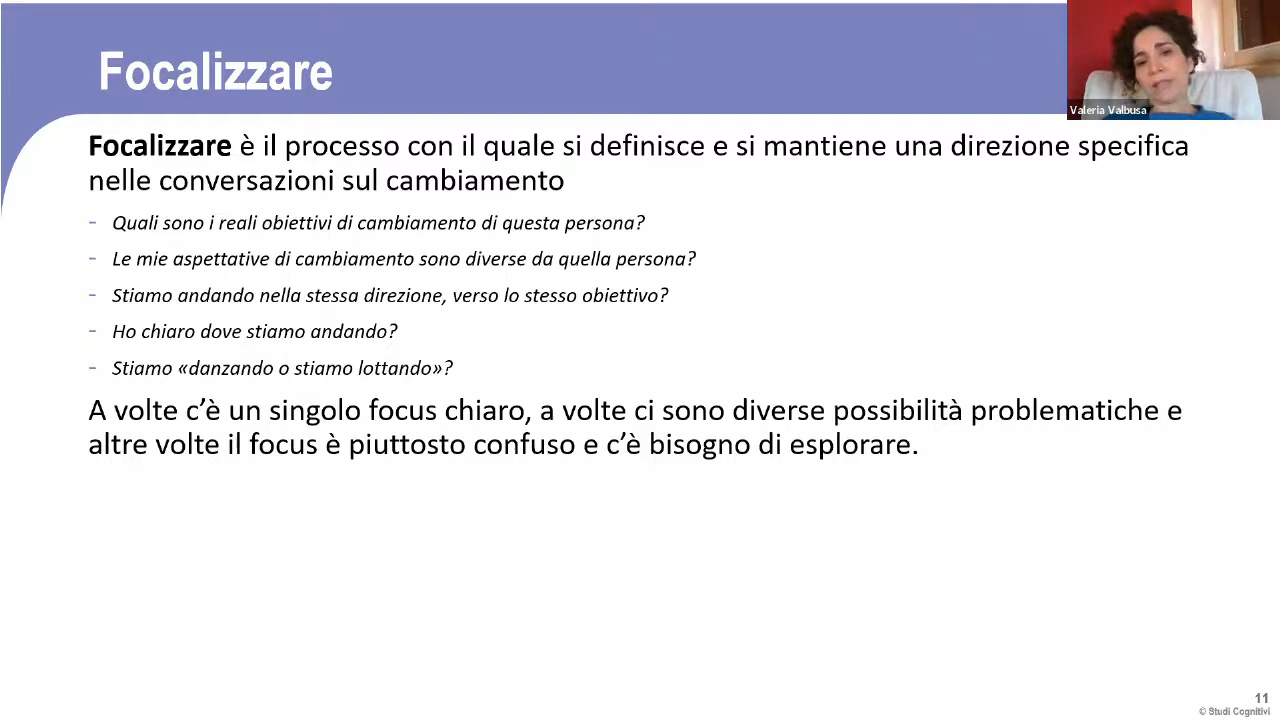 Focalizzare
Valeria Valbusa
Focalizzare è il processo con il quale si definisce e si mantiene una direzione specifica
nelle conversazioni sul cambiamento
- Quali sono i reali obiettivi di cambiamento di questa persona?
- Le mie aspettative di cambiamento sono diverse da quella persona?
- Stiamo andando nella stessa direzione, verso lo stesso obiettivo?
- Ho chiaro dove stiamo andando?
- Stiamo «danzando o stiamo lottando»?
A volte c’è un singolo focus chiaro, a volte ci sono diverse possibilità problematiche e
altre volte il focus è piuttosto confuso e c’è bisogno di esplorare.
11
© Studi Cognitivi